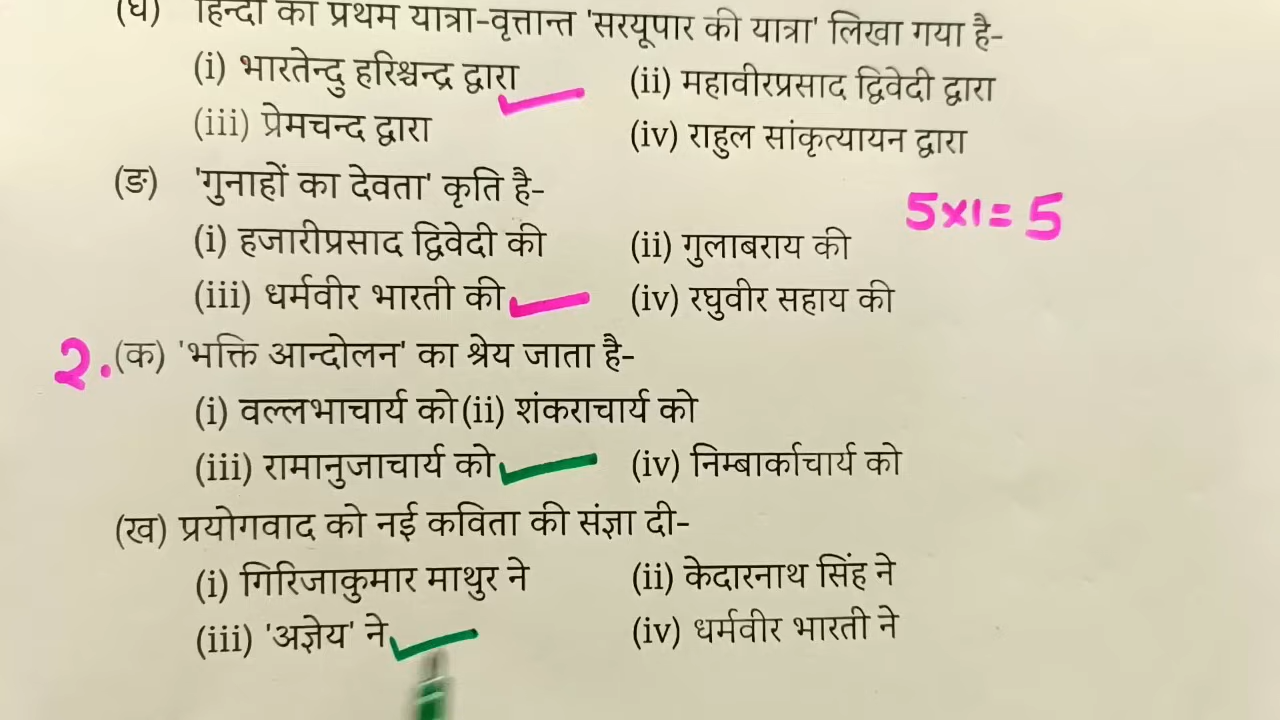 (घ) हिन्दी का प्रथम यात्रा-वृत्तान्त 'सरयूपार की यात्रा' लिखा गया है-
(i) भारतेन्दु हरिश्चन्द्र द्वारा (ii) महावीरप्रसाद द्विवेदी द्वारा
(iii) प्रेमचन्द द्वारा (iv) राहुल सांकृत्यायन द्वारा
(ङ) 'गुनाहों का देवता' कृति है-
5x1=5
(i) हजारीप्रसाद द्विवेदी की (ii) गुलाबराय की
(iii) धर्मवीर भारती की (iv) रघुवीर सहाय की
2. (क) 'भक्ति आन्दोलन' का श्रेय जाता है-
(i) वल्लभाचार्य को (ii) शंकराचार्य को
(iii) रामानुजाचार्य को (iv) निम्बार्काचार्य को
(ख) प्रयोगवाद को नई कविता की संज्ञा दी-
(i) गिरिजाकुमार माथुर ने (ii) केदारनाथ सिंह ने
(iii) 'अज्ञेय' ने (iv) धर्मवीर भारती ने